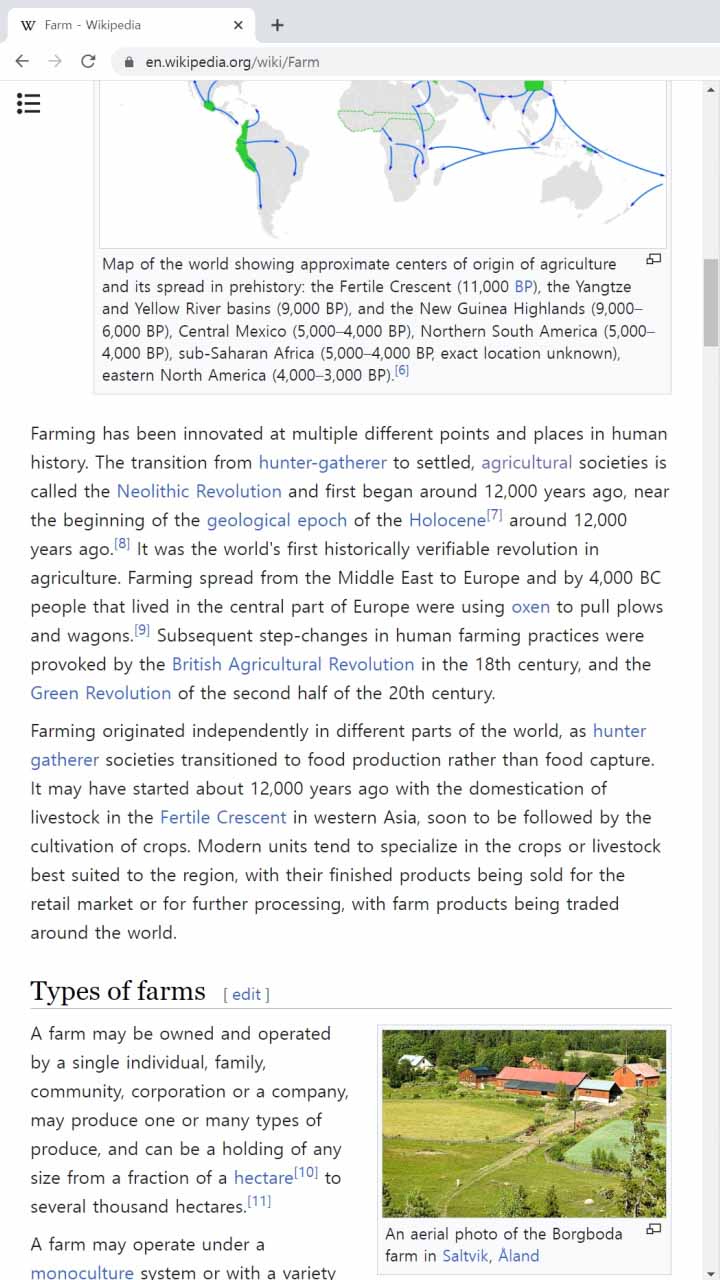 Farm - Wikipedia
en.wikipedia.org/wiki/Farm
Map of the world showing approximate centers of origin of agriculture
and its spread in prehistory: the Fertile Crescent (11,000 BP), the Yangtze
and Yellow River basins (9,000 BP), and the New Guinea Highlands (9,000–
6,000 BP), Central Mexico (5,000–4,000 BP), Northern South America (5,000–
4,000 BP), sub-Saharan Africa (5,000–4,000 BP, exact location unknown),
eastern North America (4,000–3,000 BP).[6]
Farming has been innovated at multiple different points and places in human
history. The transition from hunter-gatherer to settled, agricultural societies is
called the Neolithic Revolution and first began around 12,000 years ago, near
the beginning of the geological epoch of the Holocene[7] around 12,000
years ago.[8] It was the world's first historically verifiable revolution in
agriculture. Farming spread from the Middle East to Europe and by 4,000 BC
people that lived in the central part of Europe were using oxen to pull plows
and wagons.[9] Subsequent step-changes in human farming practices were
provoked by the British Agricultural Revolution in the 18th century, and the
Green Revolution of the second half of the 20th century.
Farming originated independently in different parts of the world, as hunter
gatherer societies transitioned to food production rather than food capture.
It may have started about 12,000 years ago with the domestication of
livestock in the Fertile Crescent in western Asia, soon to be followed by the
cultivation of crops. Modern units tend to specialize in the crops or livestock
best suited to the region, with their finished products being sold for the
retail market or for further processing, with farm products being traded
around the world.
Types of farms [ edit ]
A farm may be owned and operated
by a single individual, family,
community, corporation or a company,
may produce one or many types of
produce, and can be a holding of any
size from a fraction of a hectare[10] to
several thousand hectares.[11]
A farm may operate under a
monoculture system or with a variety
An aerial photo of the Borgboda
farm in Saltvik, Åland